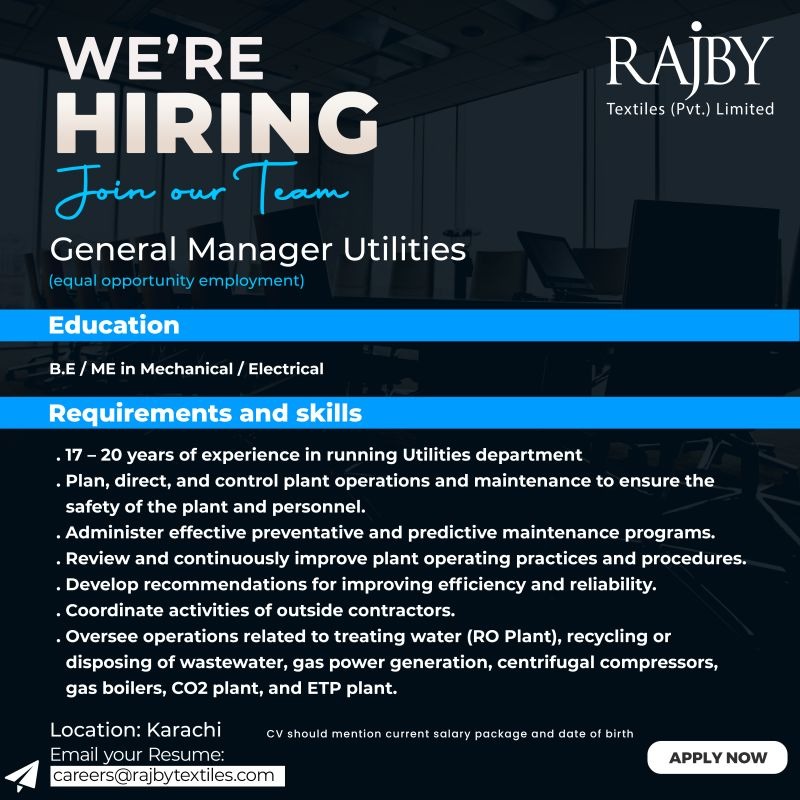 WE'RE
HIRING
Join our Team
RAJBY
Textiles (Pvt.) Limited
General Manager Utilities
(equal opportunity employment)
Education
B.E / ME in Mechanical / Electrical
Requirements and skills
. 17 – 20 years of experience in running Utilities department
. Plan, direct, and control plant operations and maintenance to ensure the
safety of the plant and personnel.
. Administer effective preventative and predictive maintenance programs.
. Review and continuously improve plant operating practices and procedures.
. Develop recommendations for improving efficiency and reliability.
. Coordinate activities of outside contractors.
. Oversee operations related to treating water (RO Plant), recycling or
disposing of wastewater, gas power generation, centrifugal compressors,
gas boilers, CO2 plant, and ETP plant.
Location: Karachi
CV should mention current salary package and date of birth
Email your Resume:
careers@rajbytextiles.com
APPLY NOW